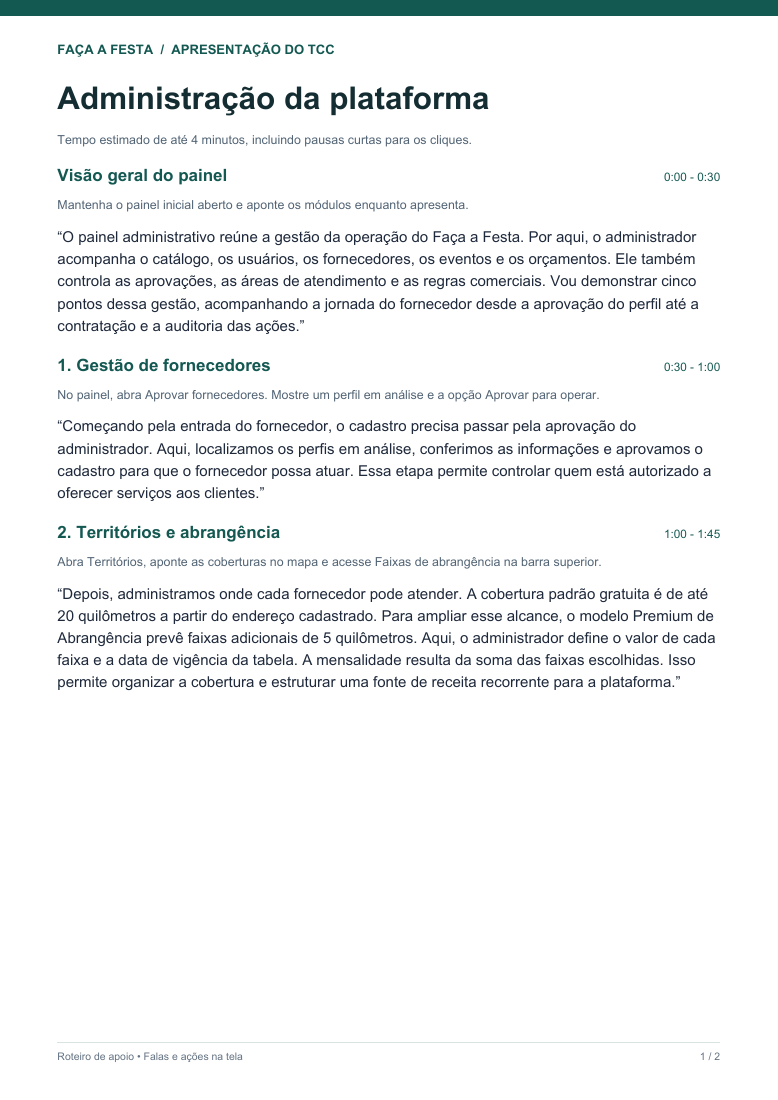 FAÇA A FESTA / APRESENTAÇÃO DO TCC
Administração da plataforma
Tempo estimado de até 4 minutos, incluindo pausas curtas para os cliques.
Visão geral do painel 0:00 - 0:30
Mantenha o painel inicial aberto e aponte os módulos enquanto apresenta.
“O painel administrativo reúne a gestão da operação do Faça a Festa. Por aqui, o administrador
acompanha o catálogo, os usuários, os fornecedores, os eventos e os orçamentos. Ele também
controla as aprovações, as áreas de atendimento e as regras comerciais. Vou demonstrar cinco
pontos dessa gestão, acompanhando a jornada do fornecedor desde a aprovação do perfil até a
contratação e a auditoria das ações.”
1. Gestão de fornecedores 0:30 - 1:00
No painel, abra Aprovar fornecedores. Mostre um perfil em análise e a opção Aprovar para operar.
“Começando pela entrada do fornecedor, o cadastro precisa passar pela aprovação do
administrador. Aqui, localizamos os perfis em análise, conferimos as informações e aprovamos o
cadastro para que o fornecedor possa atuar. Essa etapa permite controlar quem está autorizado a
oferecer serviços aos clientes.”
2. Territórios e abrangência 1:00 - 1:45
Abra Territórios, aponte as coberturas no mapa e acesse Faixas de abrangência na barra superior.
“Depois, administramos onde cada fornecedor pode atender. A cobertura padrão gratuita é de até
20 quilômetros a partir do endereço cadastrado. Para ampliar esse alcance, o modelo Premium de
Abrangência prevê faixas adicionais de 5 quilômetros. Aqui, o administrador define o valor de cada
faixa e a data de vigência da tabela. A mensalidade resulta da soma das faixas escolhidas. Isso
permite organizar a cobertura e estruturar uma fonte de receita recorrente para a plataforma.”
Roteiro de apoio • Falas e ações na tela 1 / 2